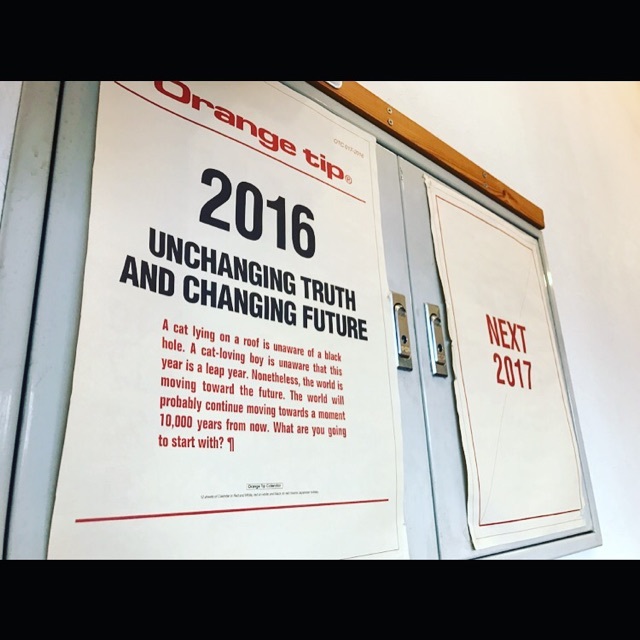 Orange tip®
2016
UNCHANGING TRUTH
AND CHANGING FUTURE
A cat lying on a roof is unaware of a black
hole. A cat-loving boy is unaware that this
year is a leap year. Nonetheless, the world is
moving toward the future. The world will
probably continue moving towards a moment
10,000 years from now. What are you going
to start with? ¶
Orange Tip Calendar
NEXT
2017